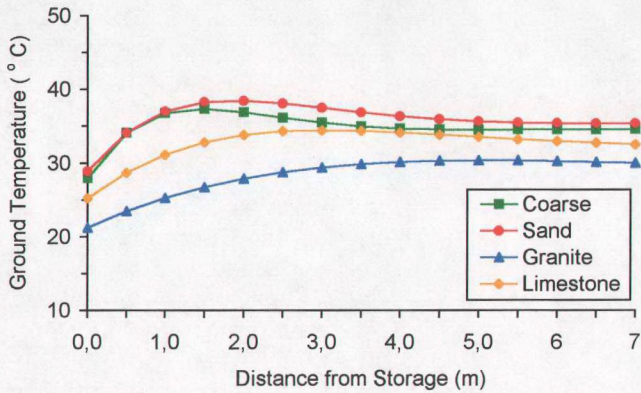 50
40
30
20
10
Ground Temperature ( ° C)
Coarse
Sand
Granite
Limestone
0,0 1,0 2,0 3,0 4,0 5,0 6,0 7
Distance from Storage (m)